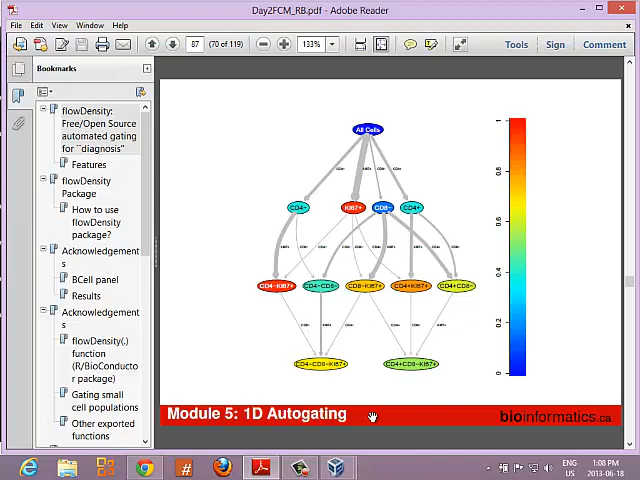 Day2FCM_RB.pdf - Adobe Reader
File Edit View Window Help
87 (70 of 119) 133% Tools Sign Comment
Bookmarks
flowDensity:
Free/Open Source
automated gating
for ``diagnosis''
Features
flowDensity
Package
How to use
flowDensity
package?
Acknowledgement
s
BCell panel
Results
Acknowledgement
s
flowDensity(.)
function
(R/BioConduct
or package)
Gating small
cell populations
Other exported
functions
All Cells
CD4- KI67+ CD8- CD4+
CD4-KI67+ CD4-CD8- CD8-KI67+ CD4+KI67+ CD4+CD8-
CD4-CD8-KI67+ CD4+CD8-KI67+
1
0.8
0.6
0.4
0.2
0
Module 5: 1D Autogating
bioinformatics.ca
ENG 1:08 PM
US 2013-06-18